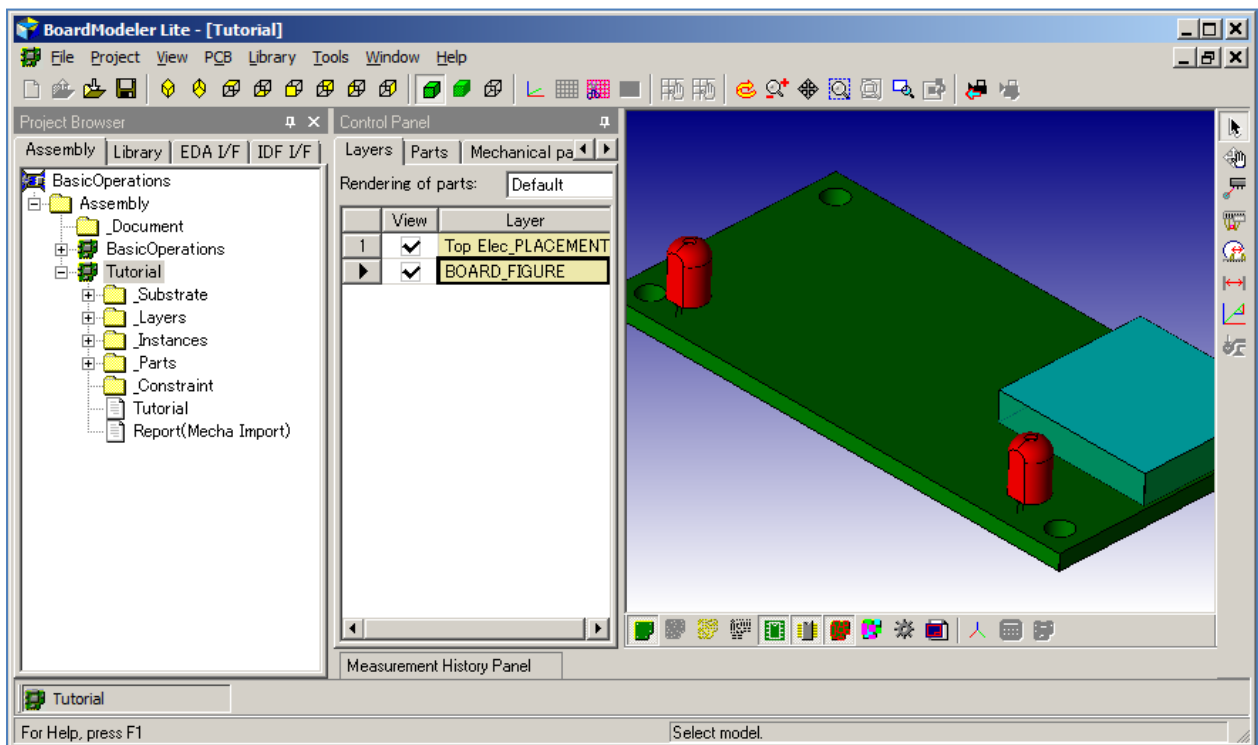 BoardModeler Lite - [Tutorial]
File Project View PCB Library Tools Window Help
Project Browser
Assembly Library EDA I/F IDF I/F
BasicOperations
Assembly
_Document
BasicOperations
Tutorial
_Substrate
_Layers
_Instances
_Parts
_Constraint
Tutorial
Report(Mecha Import)
Control Panel
Layers Parts Mechanical pa
Rendering of parts: Default
View Layer
1 Top Elec_PLACEMENT
BOARD_FIGURE
Measurement History Panel
Tutorial
For Help, press F1 Select model.